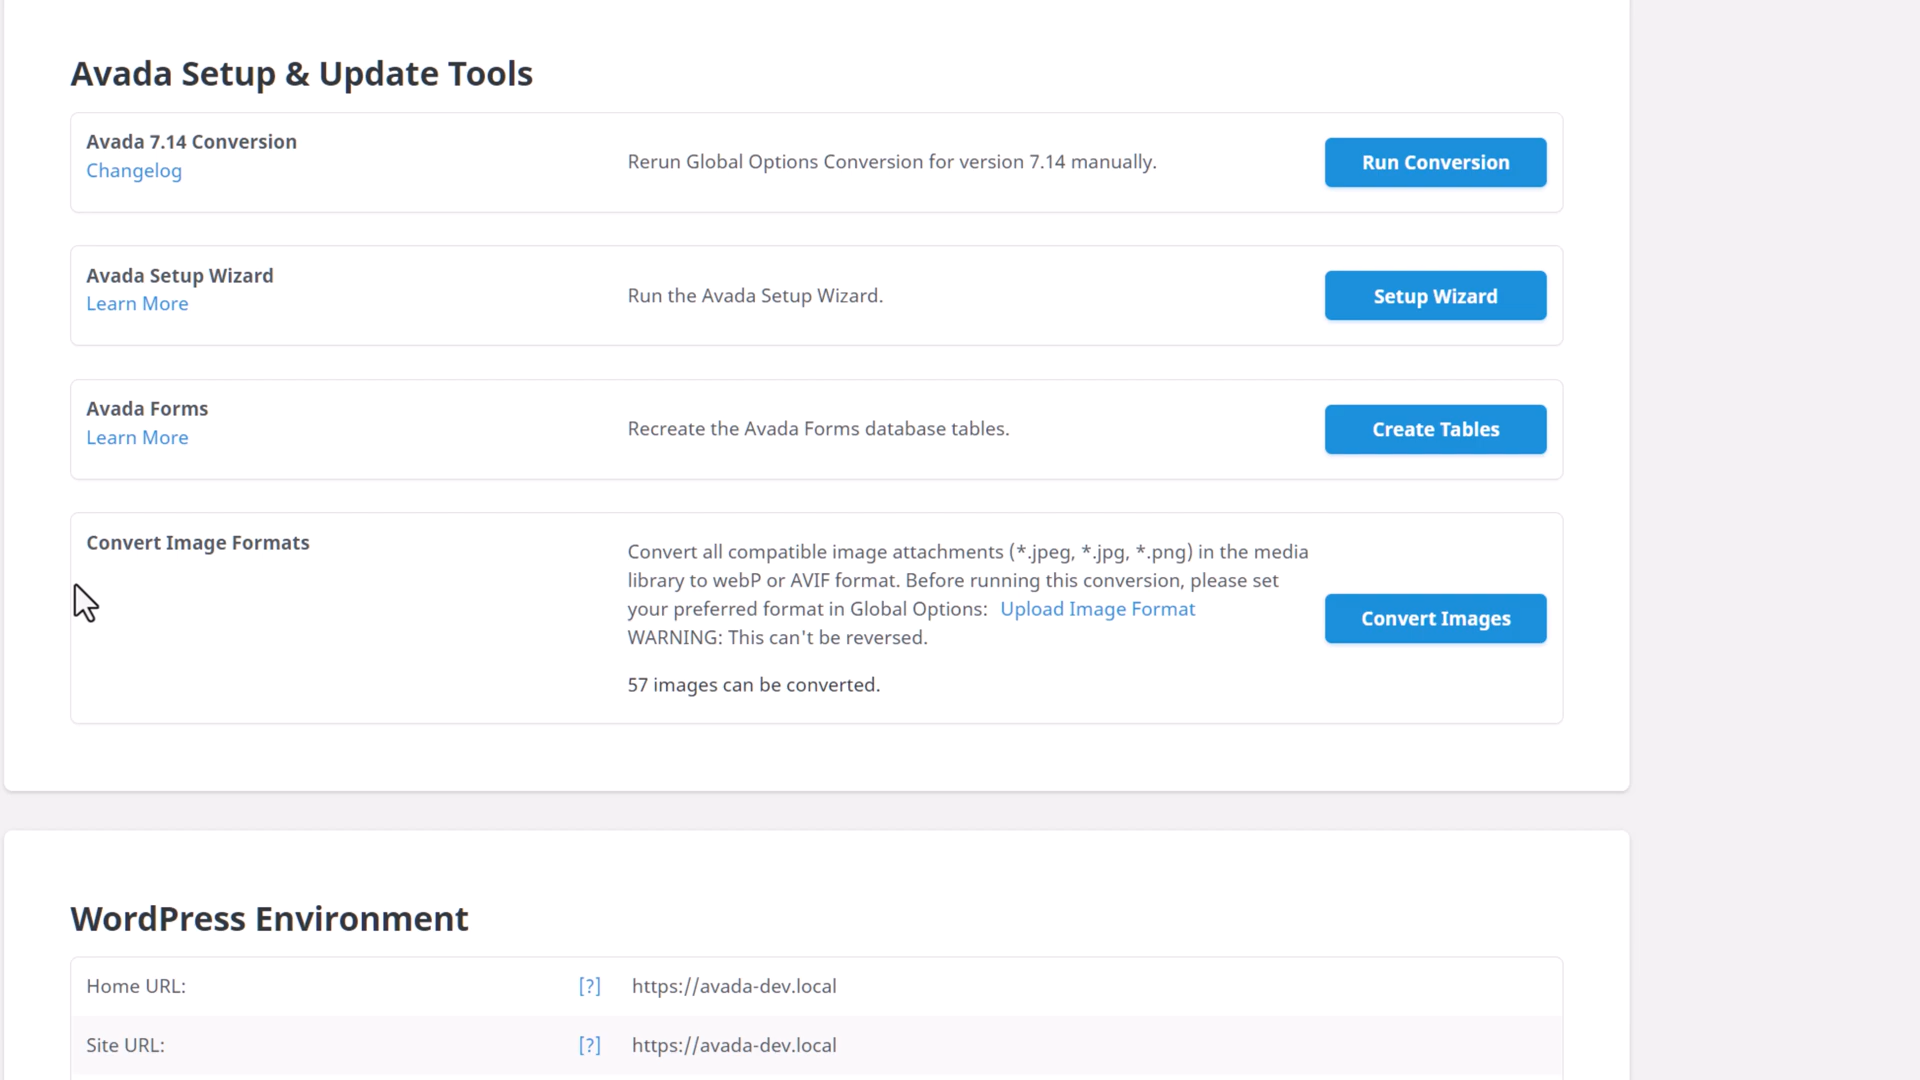 Avada Setup & Update Tools
Avada 7.14 Conversion
Changelog
Rerun Global Options Conversion for version 7.14 manually.
Run Conversion
Avada Setup Wizard
Learn More
Run the Avada Setup Wizard.
Setup Wizard
Avada Forms
Learn More
Recreate the Avada Forms database tables.
Create Tables
Convert Image Formats
Convert all compatible image attachments (*.jpeg, *.jpg, *.png) in the media
library to webP or AVIF format. Before running this conversion, please set
your preferred format in Global Options: Upload Image Format
WARNING: This can't be reversed.
57 images can be converted.
Convert Images
WordPress Environment
Home URL: [?] https://avada-dev.local
Site URL: [?] https://avada-dev.local